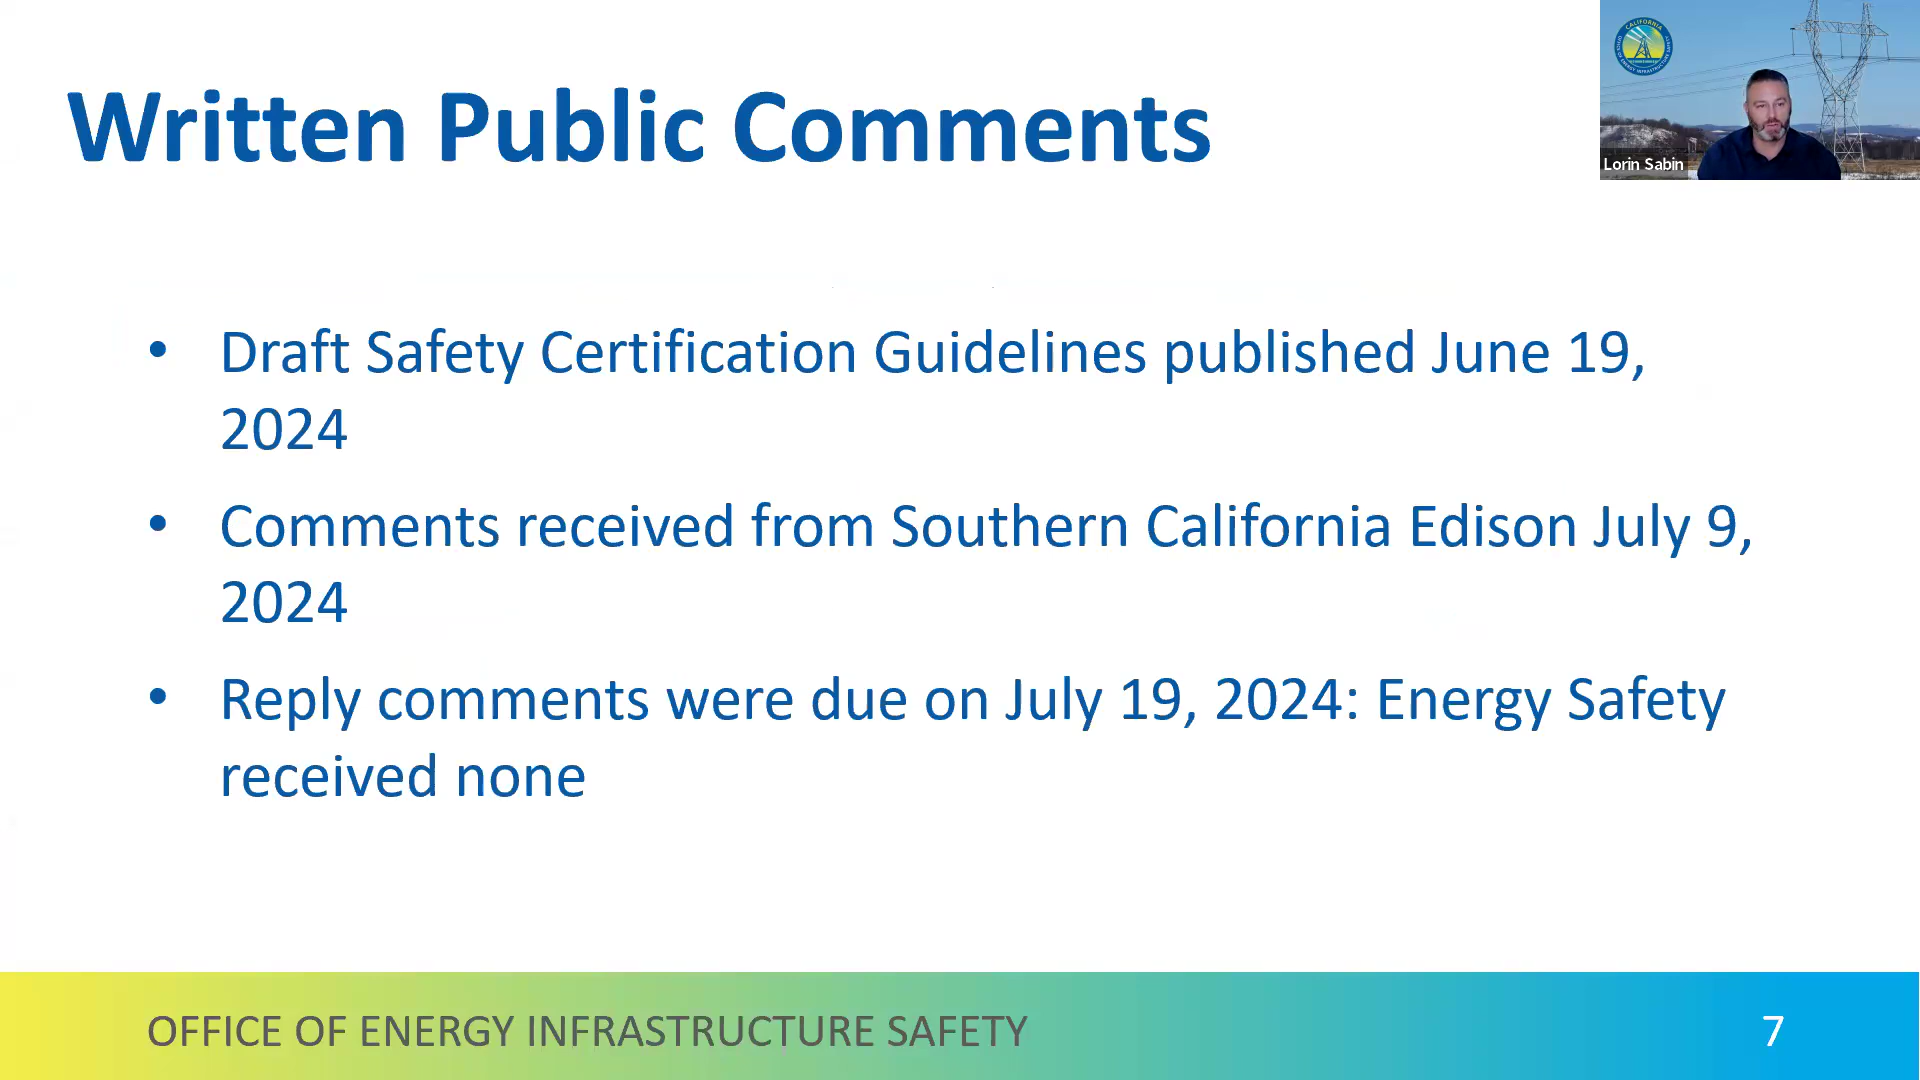 Written Public Comments
CALIFORNIA
Lorin Sabin
• Draft Safety Certification Guidelines published June 19,
2024
• Comments received from Southern California Edison July 9,
2024
• Reply comments were due on July 19, 2024: Energy Safety
received none
OFFICE OF ENERGY INFRASTRUCTURE SAFETY
7